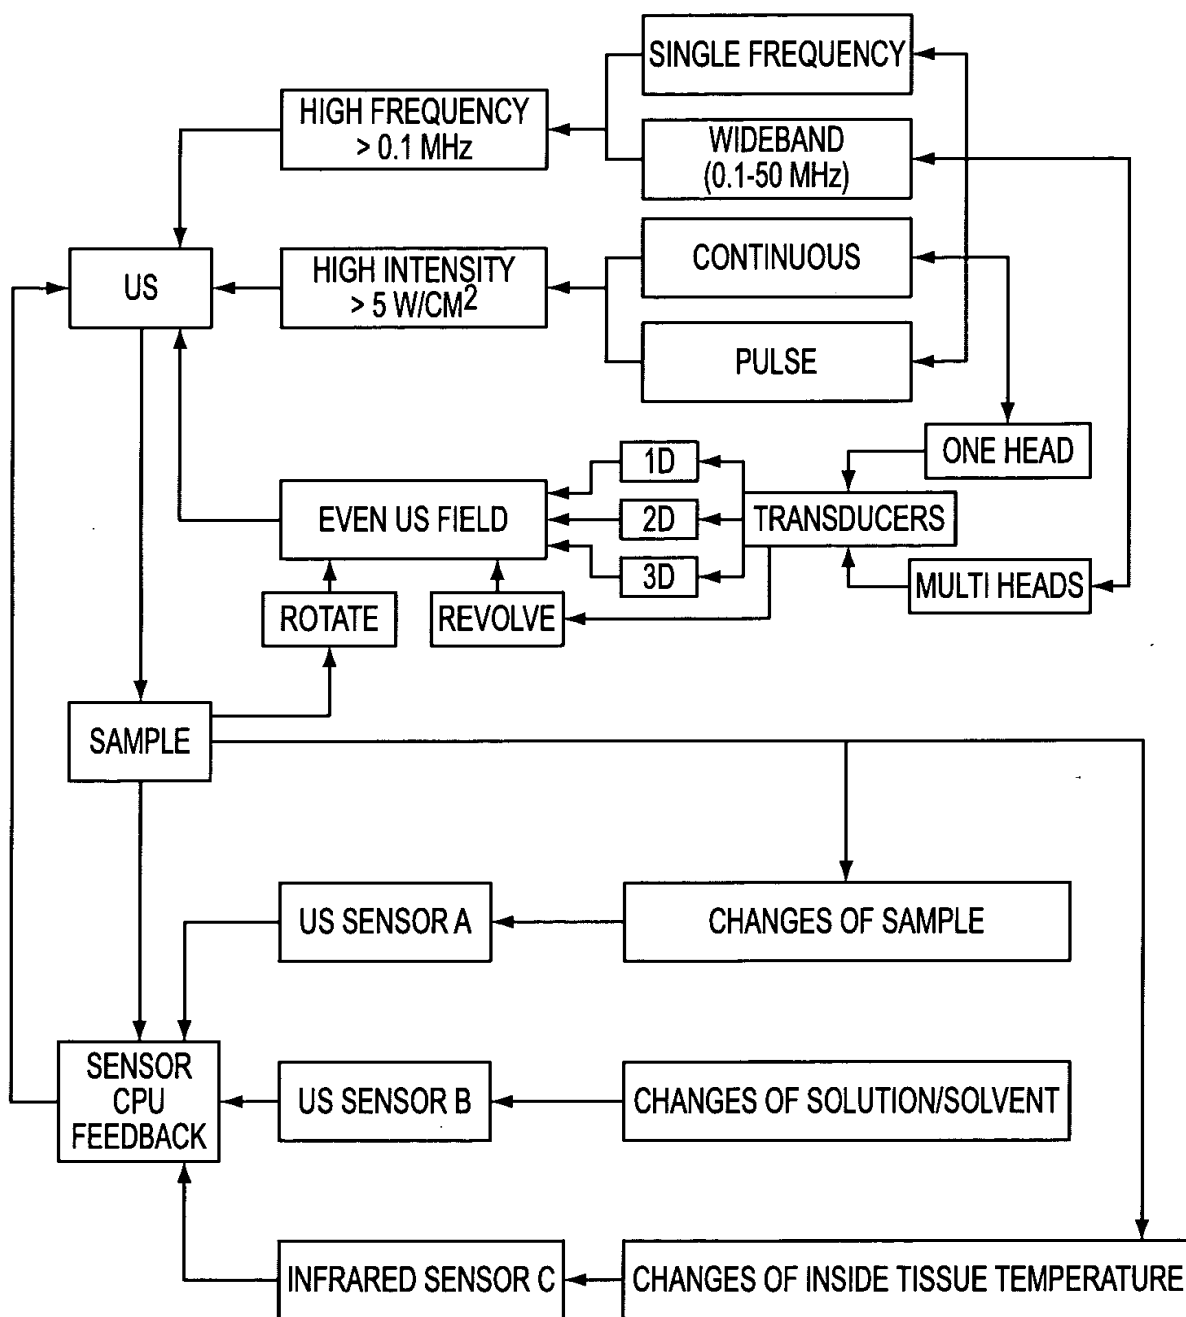 SINGLE FREQUENCY
HIGH FREQUENCY
> 0.1 MHz
WIDEBAND
(0.1-50 MHz)
US
HIGH INTENSITY
> 5 W/CM²
CONTINUOUS
PULSE
ONE HEAD
1D
EVEN US FIELD
2D
TRANSDUCERS
3D
MULTI HEADS
ROTATE
REVOLVE
SAMPLE
US SENSOR A
CHANGES OF SAMPLE
SENSOR
CPU
FEEDBACK
US SENSOR B
CHANGES OF SOLUTION/SOLVENT
INFRARED SENSOR C
CHANGES OF INSIDE TISSUE TEMPERATURE